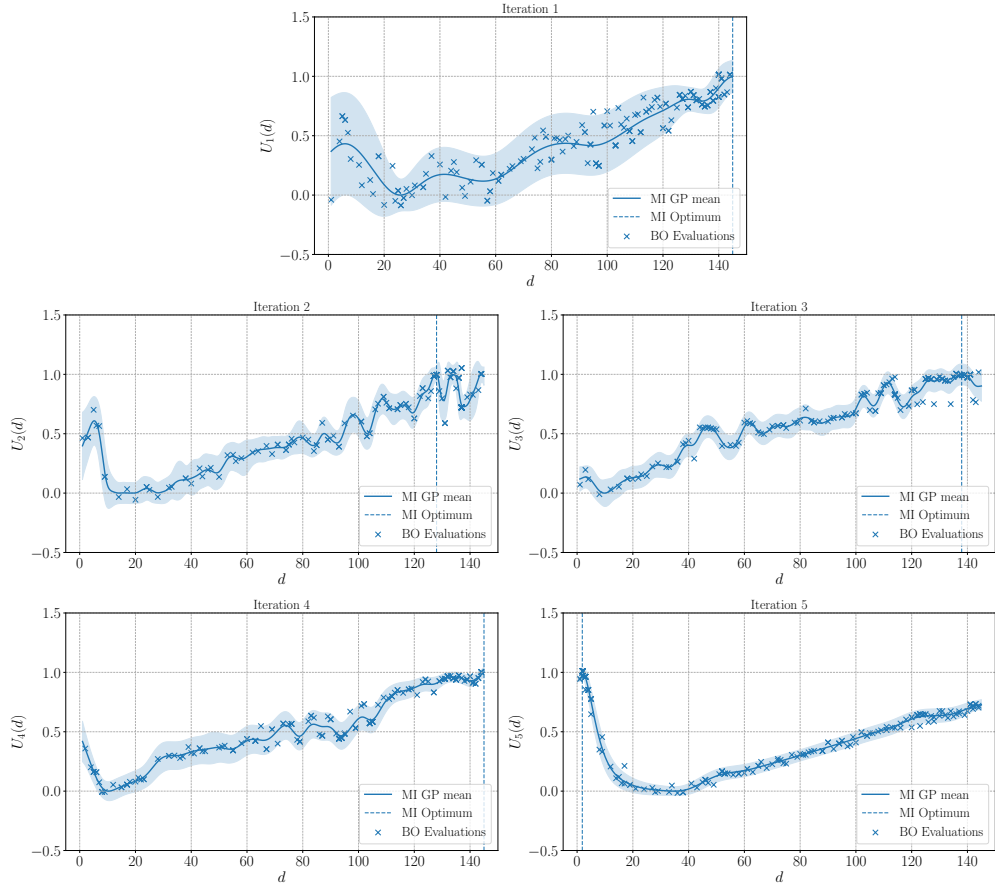 Iteration 1
1.5
1.0
0.5
0.0
−0.5
U₁(d)
0 20 40 60 80 100 120 140
d
MI GP mean
MI Optimum
BO Evaluations
Iteration 2
1.5
1.0
0.5
0.0
−0.5
U₂(d)
0 20 40 60 80 100 120 140
d
MI GP mean
MI Optimum
BO Evaluations
Iteration 3
1.5
1.0
0.5
0.0
−0.5
U₃(d)
0 20 40 60 80 100 120 140
d
MI GP mean
MI Optimum
BO Evaluations
Iteration 4
1.5
1.0
0.5
0.0
−0.5
U₄(d)
0 20 40 60 80 100 120 140
d
MI GP mean
MI Optimum
BO Evaluations
Iteration 5
1.5
1.0
0.5
0.0
−0.5
U₅(d)
0 20 40 60 80 100 120 140
d
MI GP mean
MI Optimum
BO Evaluations